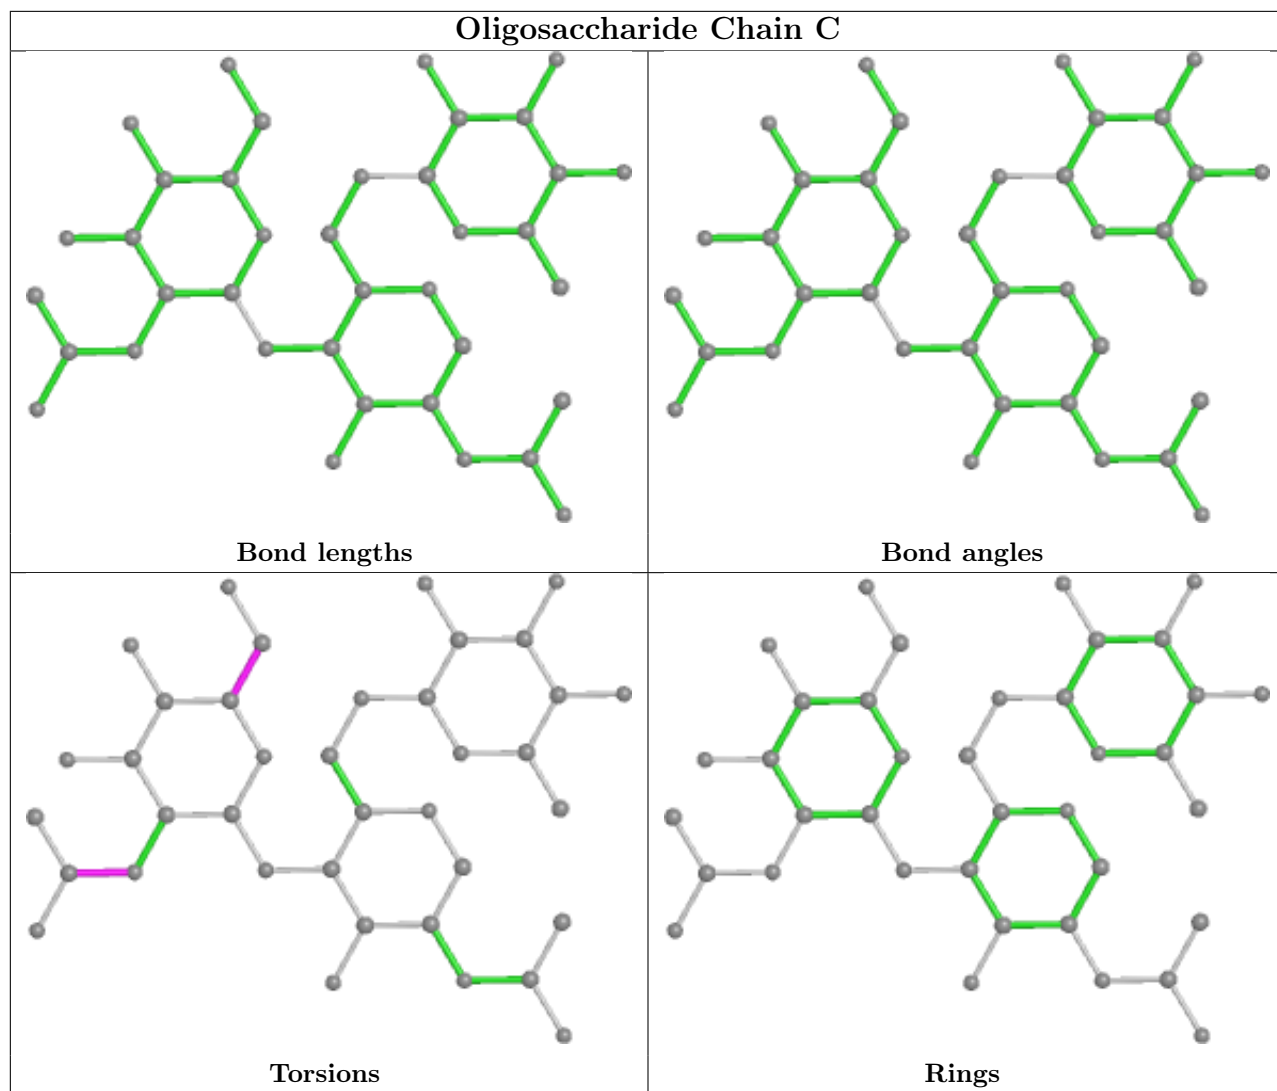 Oligosaccharide Chain C
Bond lengths
Bond angles
Torsions
Rings